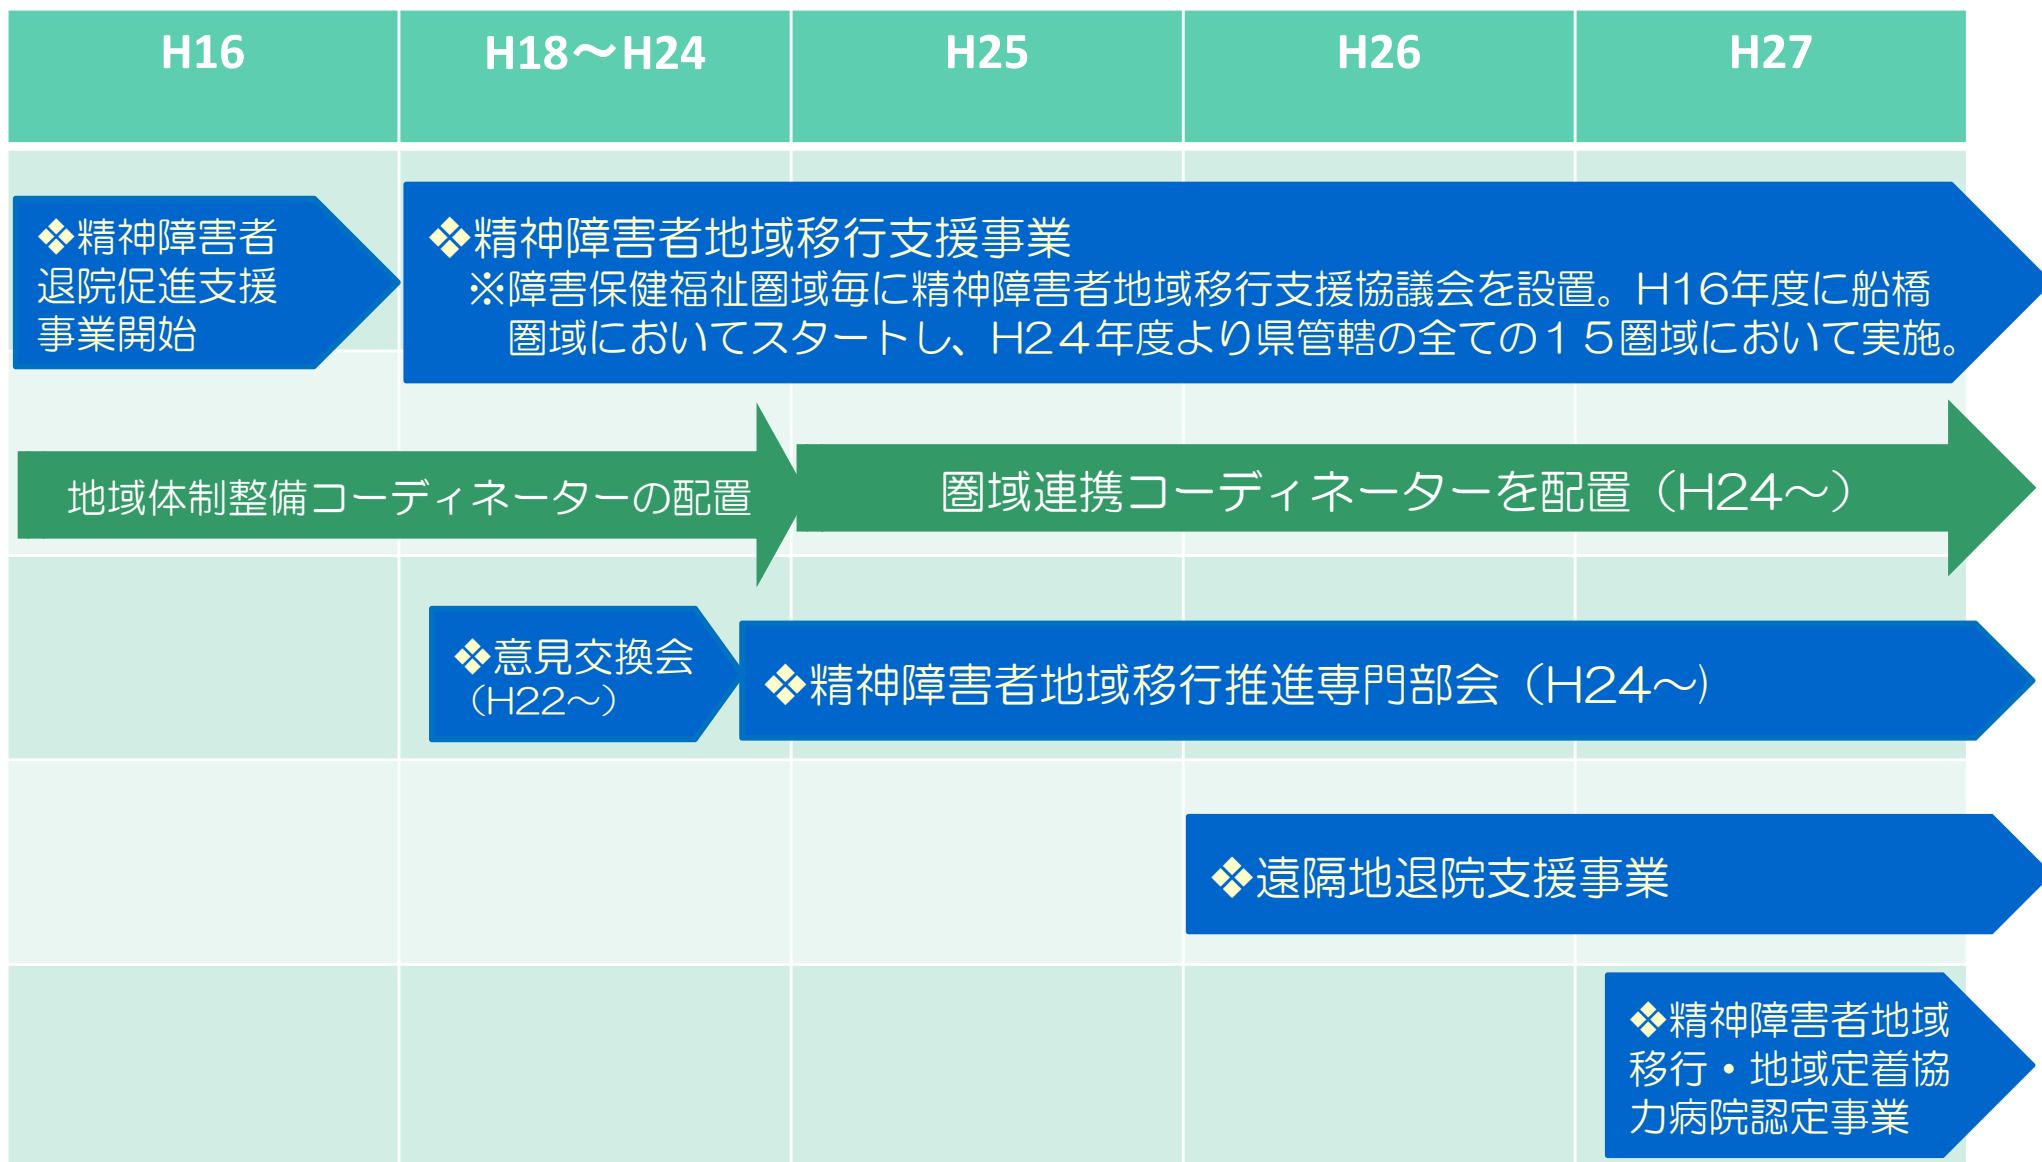 H16
H18～H24
H25
H26
H27
❖精神障害者
退院促進支援
事業開始
❖精神障害者地域移行支援事業
※障害保健福祉圏域毎に精神障害者地域移行支援協議会を設置。H16年度に船橋
圏域においてスタートし、H24年度より県管轄の全ての15圏域において実施。
地域体制整備コーディネーターの配置
圏域連携コーディネーターを配置（H24～）
❖意見交換会
（H22～）
❖精神障害者地域移行推進専門部会（H24～)
❖遠隔地退院支援事業
❖精神障害者地域
移行・地域定着協
力病院認定事業